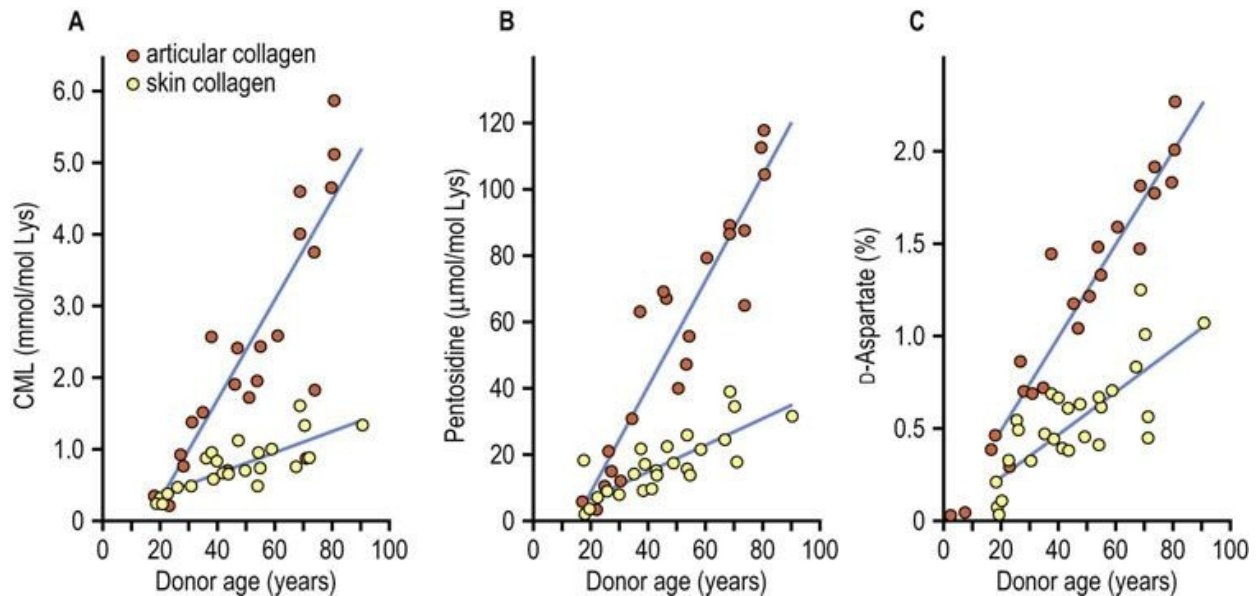 A
B
C
articular collagen
skin collagen
CML (mmol/mol Lys)
6.0
5.0
4.0
3.0
2.0
1.0
0
0 20 40 60 80 100
Donor age (years)
Pentosidine (μmol/mol Lys)
120
100
80
60
40
20
0
0 20 40 60 80 100
Donor age (years)
D-Aspartate (%)
2.0
1.5
1.0
0.5
0
0 20 40 60 80 100
Donor age (years)